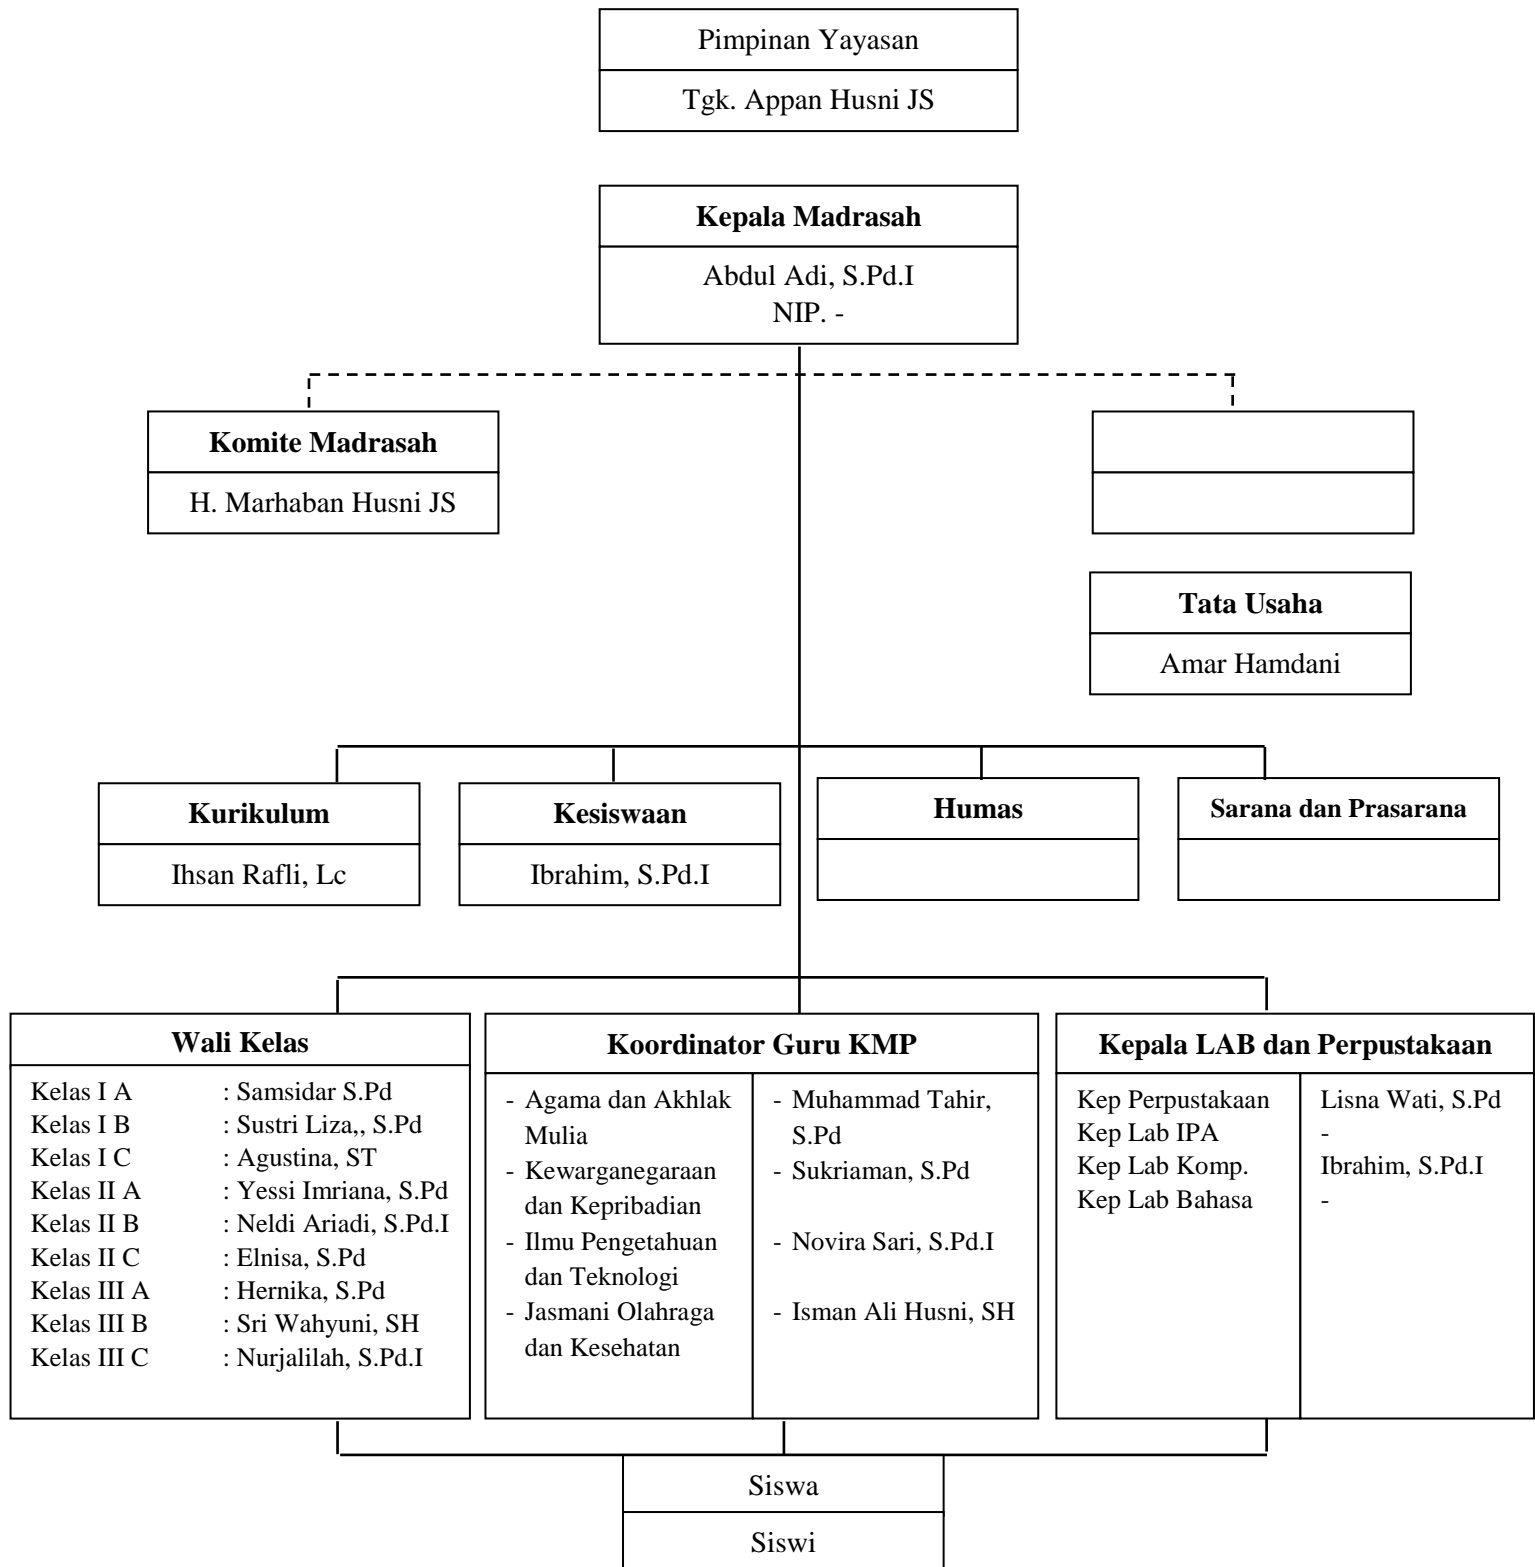 Pimpinan Yayasan
Tgk. Appan Husni JS
Kepala Madrasah
Abdul Adi, S.Pd.I
NIP. -
Komite Madrasah
H. Marhaban Husni JS
Tata Usaha
Amar Hamdani
Kurikulum
Ihsan Rafli, Lc
Kesiswaan
Ibrahim, S.Pd.I
Humas
Sarana dan Prasarana
Wali Kelas
Kelas I A : Samsidar S.Pd
Kelas I B : Sustri Liza,, S.Pd
Kelas I C : Agustina, ST
Kelas II A : Yessi Imriana, S.Pd
Kelas II B : Neldi Ariadi, S.Pd.I
Kelas II C : Elnisa, S.Pd
Kelas III A : Hernika, S.Pd
Kelas III B : Sri Wahyuni, SH
Kelas III C : Nurjalilah, S.Pd.I
Koordinator Guru KMP
- Agama dan Akhlak
Mulia
- Kewarganegaraan
dan Kepribadian
- Ilmu Pengetahuan
dan Teknologi
- Jasmani Olahraga
dan Kesehatan
- Muhammad Tahir,
S.Pd
- Sukriaman, S.Pd
- Novira Sari, S.Pd.I
- Isman Ali Husni, SH
Kepala LAB dan Perpustakaan
Kep Perpustakaan
Kep Lab IPA
Kep Lab Komp.
Kep Lab Bahasa
Lisna Wati, S.Pd
-
Ibrahim, S.Pd.I
-
Siswa
Siswi